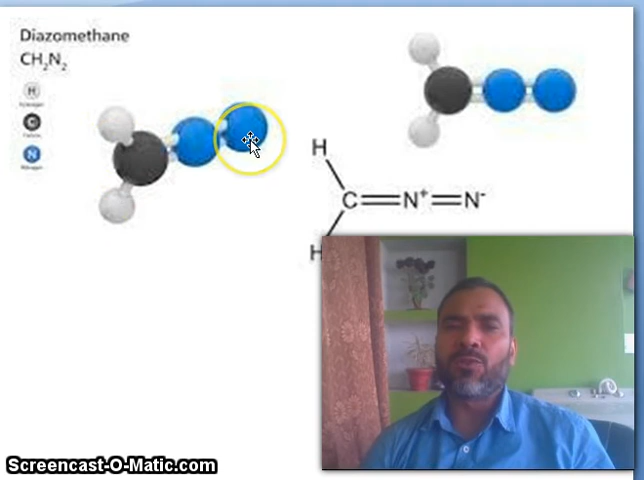 Diazomethane
CH₂N₂
H
C
N
H
C=N⁺=N⁻
H
Screencast-O-Matic.com